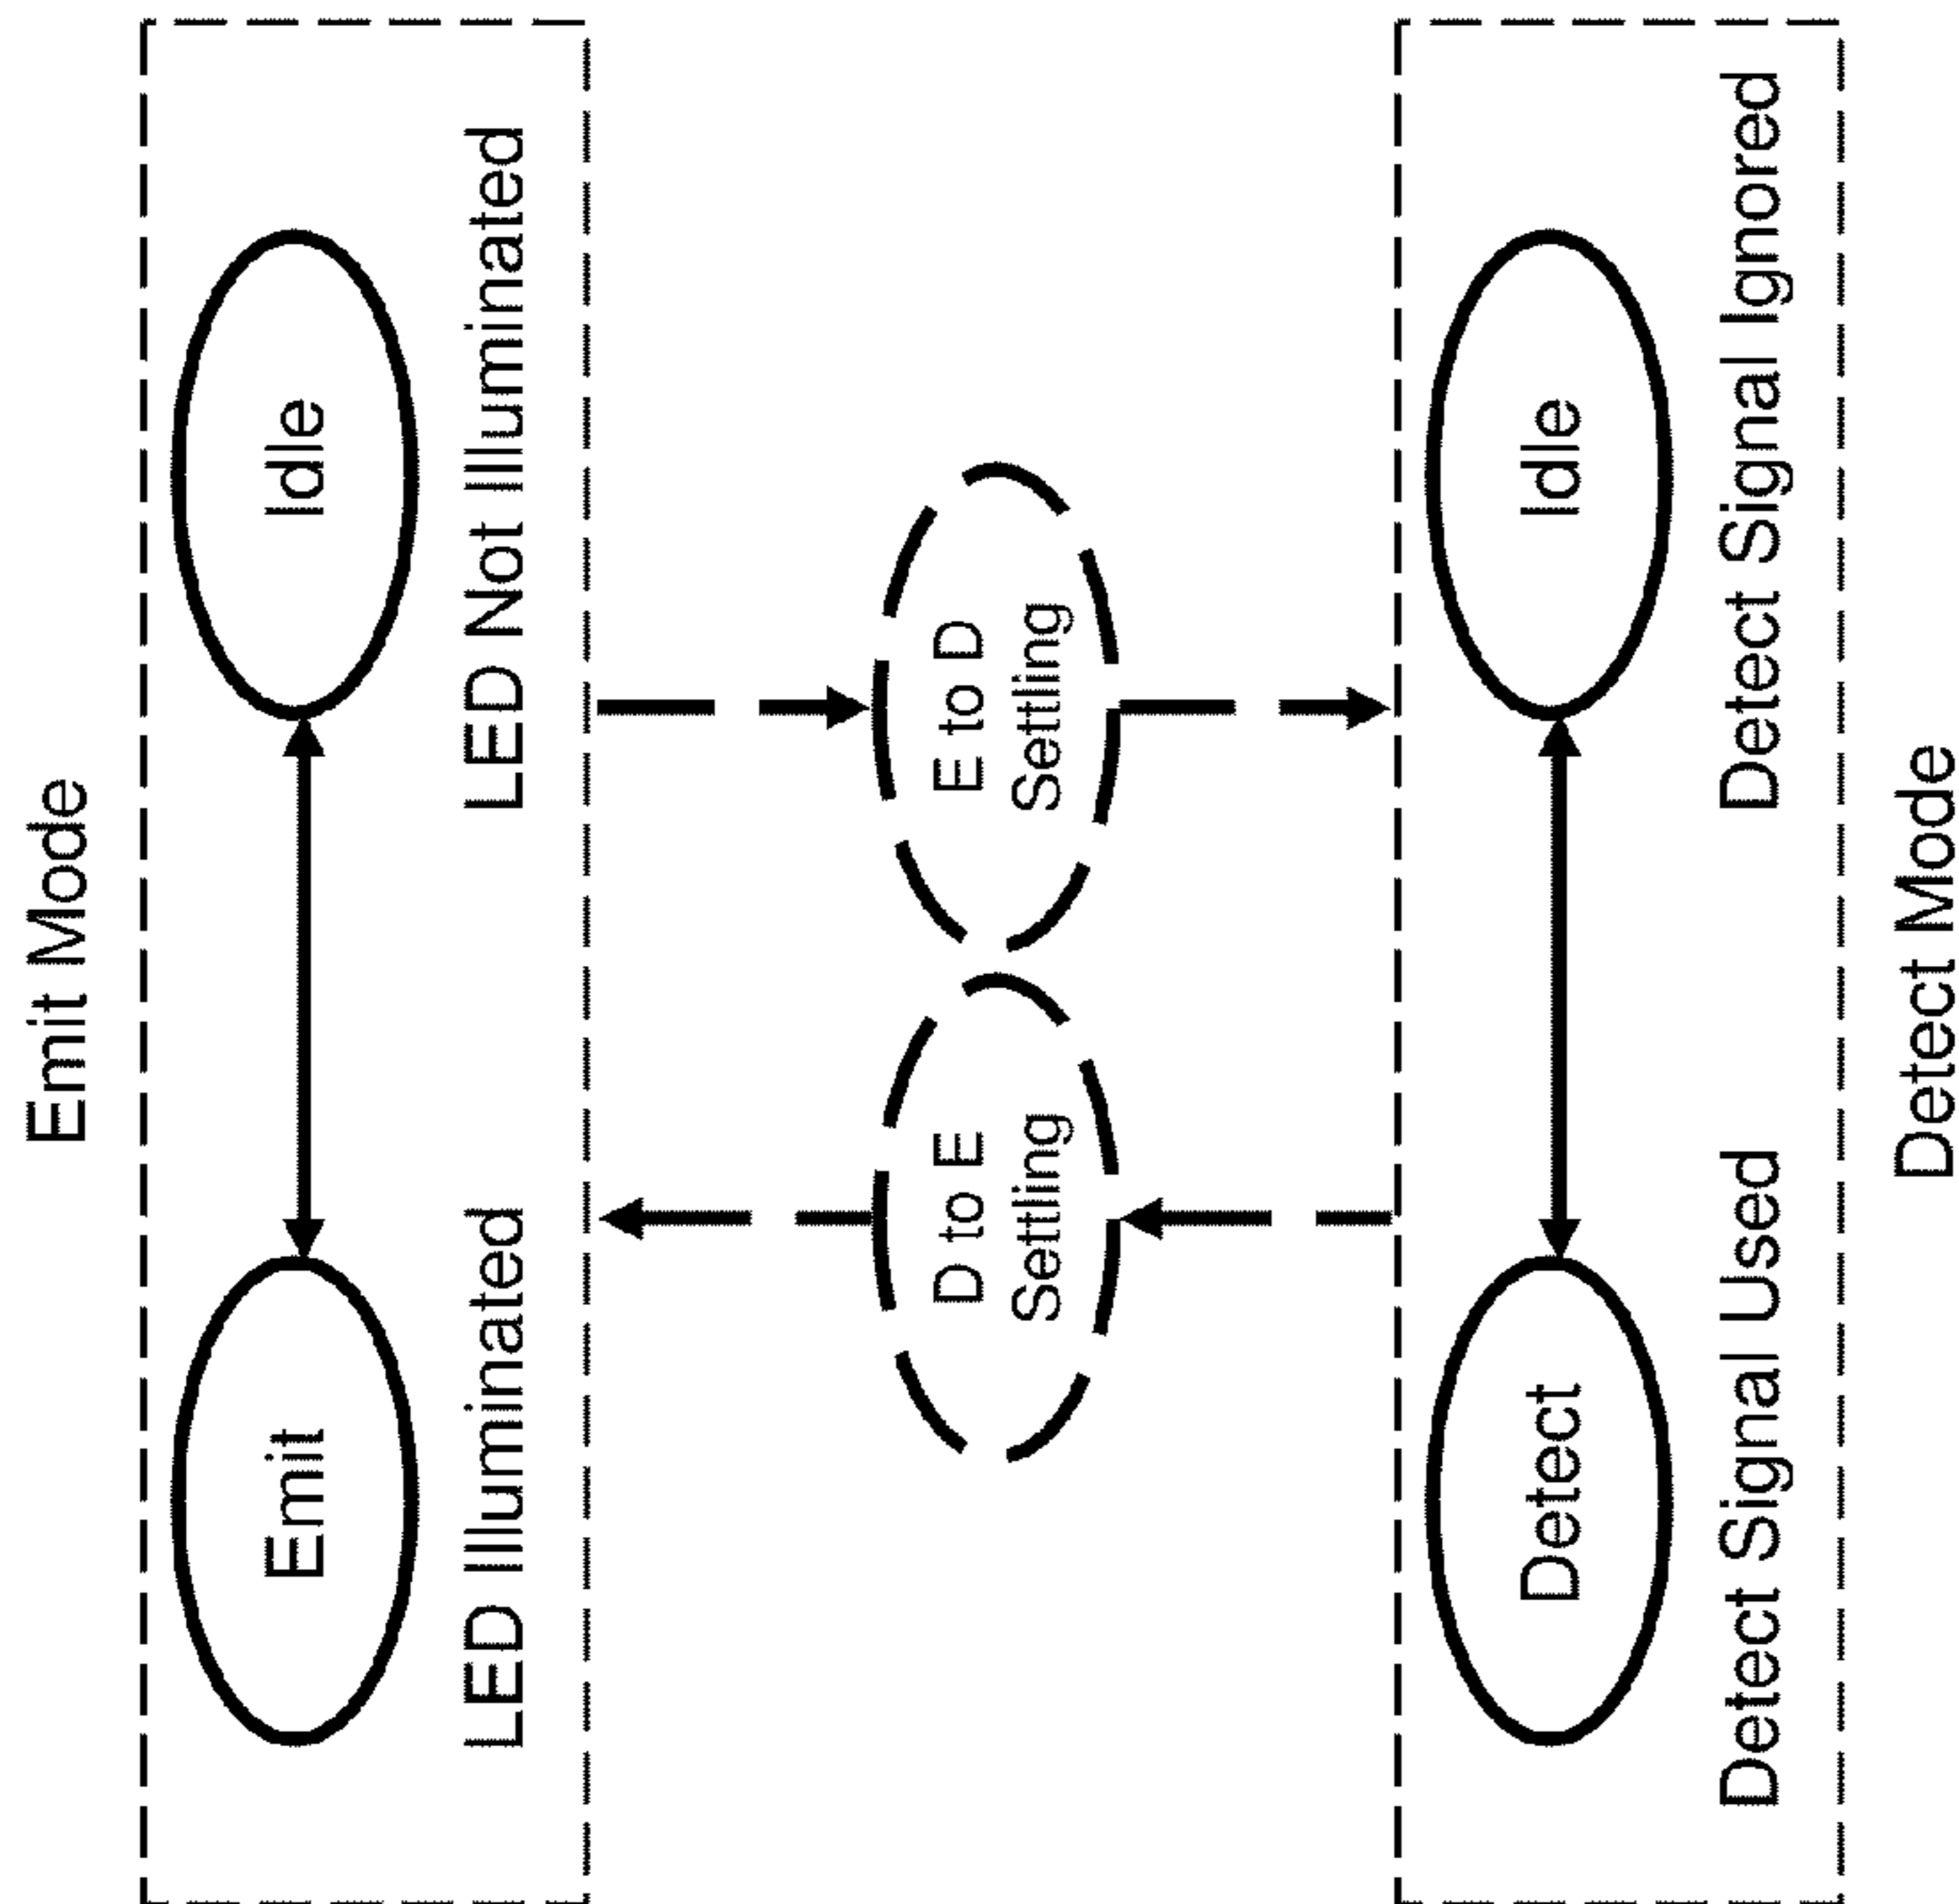 Emit Mode
Emit
Idle
LED Illuminated
LED Not Illuminated
D to E
Settling
E to D
Settling
Detect
Idle
Detect Signal Used
Detect Signal Ignored
Detect Mode